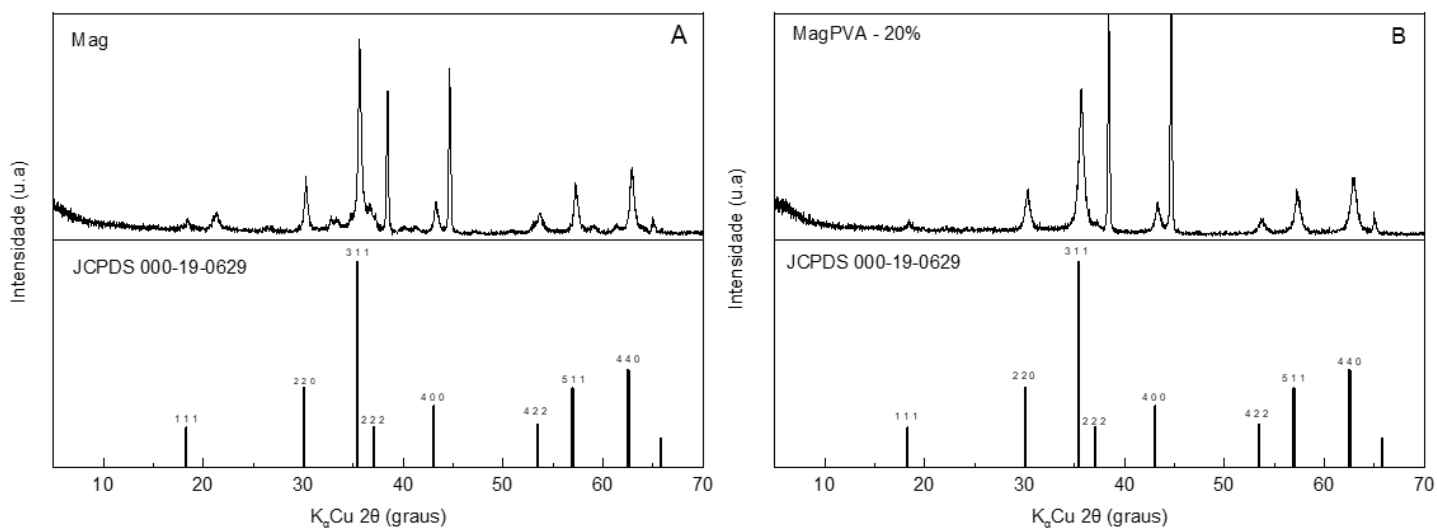 Mag
A
JCPDS 000-19-0629
3 1 1
2 2 0
1 1 1
2 2 2
4 0 0
4 2 2
5 1 1
4 4 0
10 20 30 40 50 60 70
KαCu 2θ (graus)
Intensidade (u.a)
MagPVA - 20%
B
JCPDS 000-19-0629
3 1 1
2 2 0
1 1 1
2 2 2
4 0 0
4 2 2
5 1 1
4 4 0
10 20 30 40 50 60 70
KαCu 2θ (graus)
Intensidade (u.a)